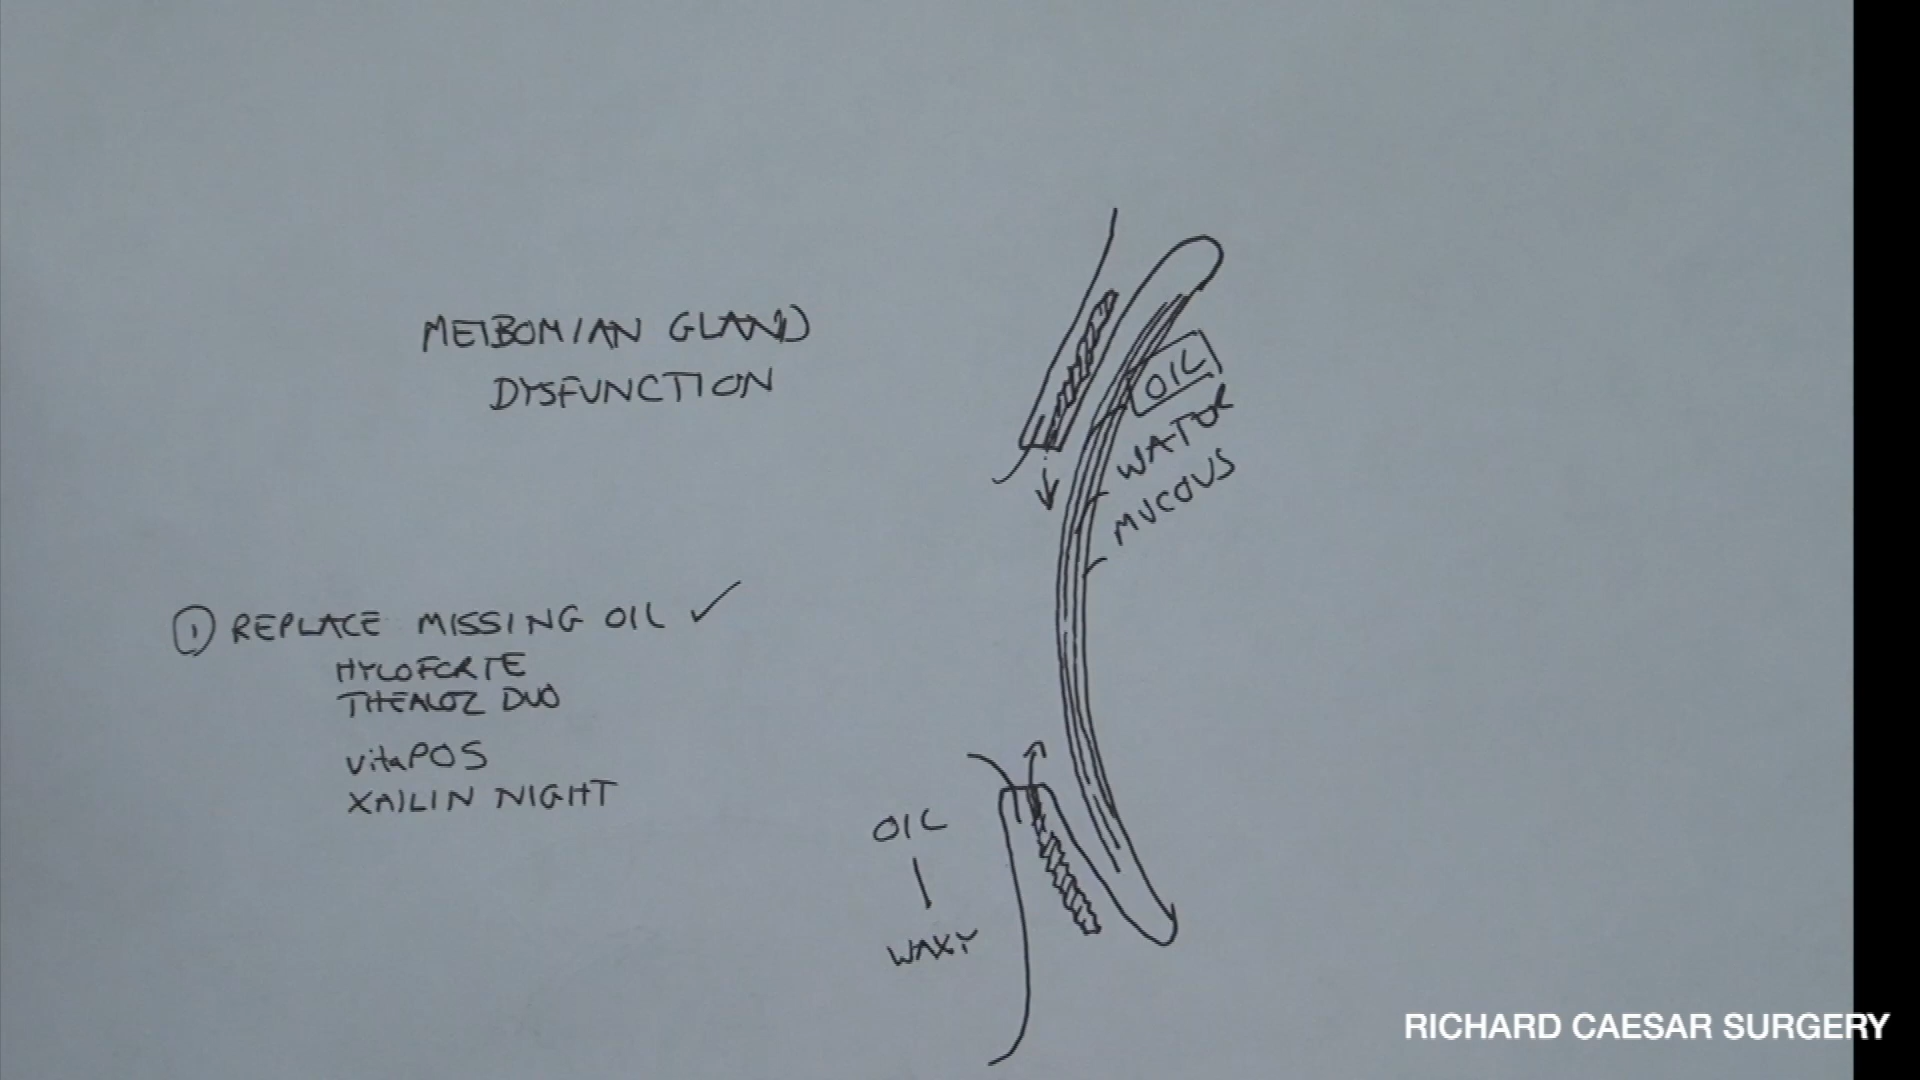 MEIBOMIAN GLAND
DYSFUNCTION
OIL
WATER
MUCOUS
① REPLACE MISSING OIL ✓
HYLOFORTE
THEALOZ DUO
vitaPOS
XAILIN NIGHT
OIL
WAXY
RICHARD CAESAR SURGERY